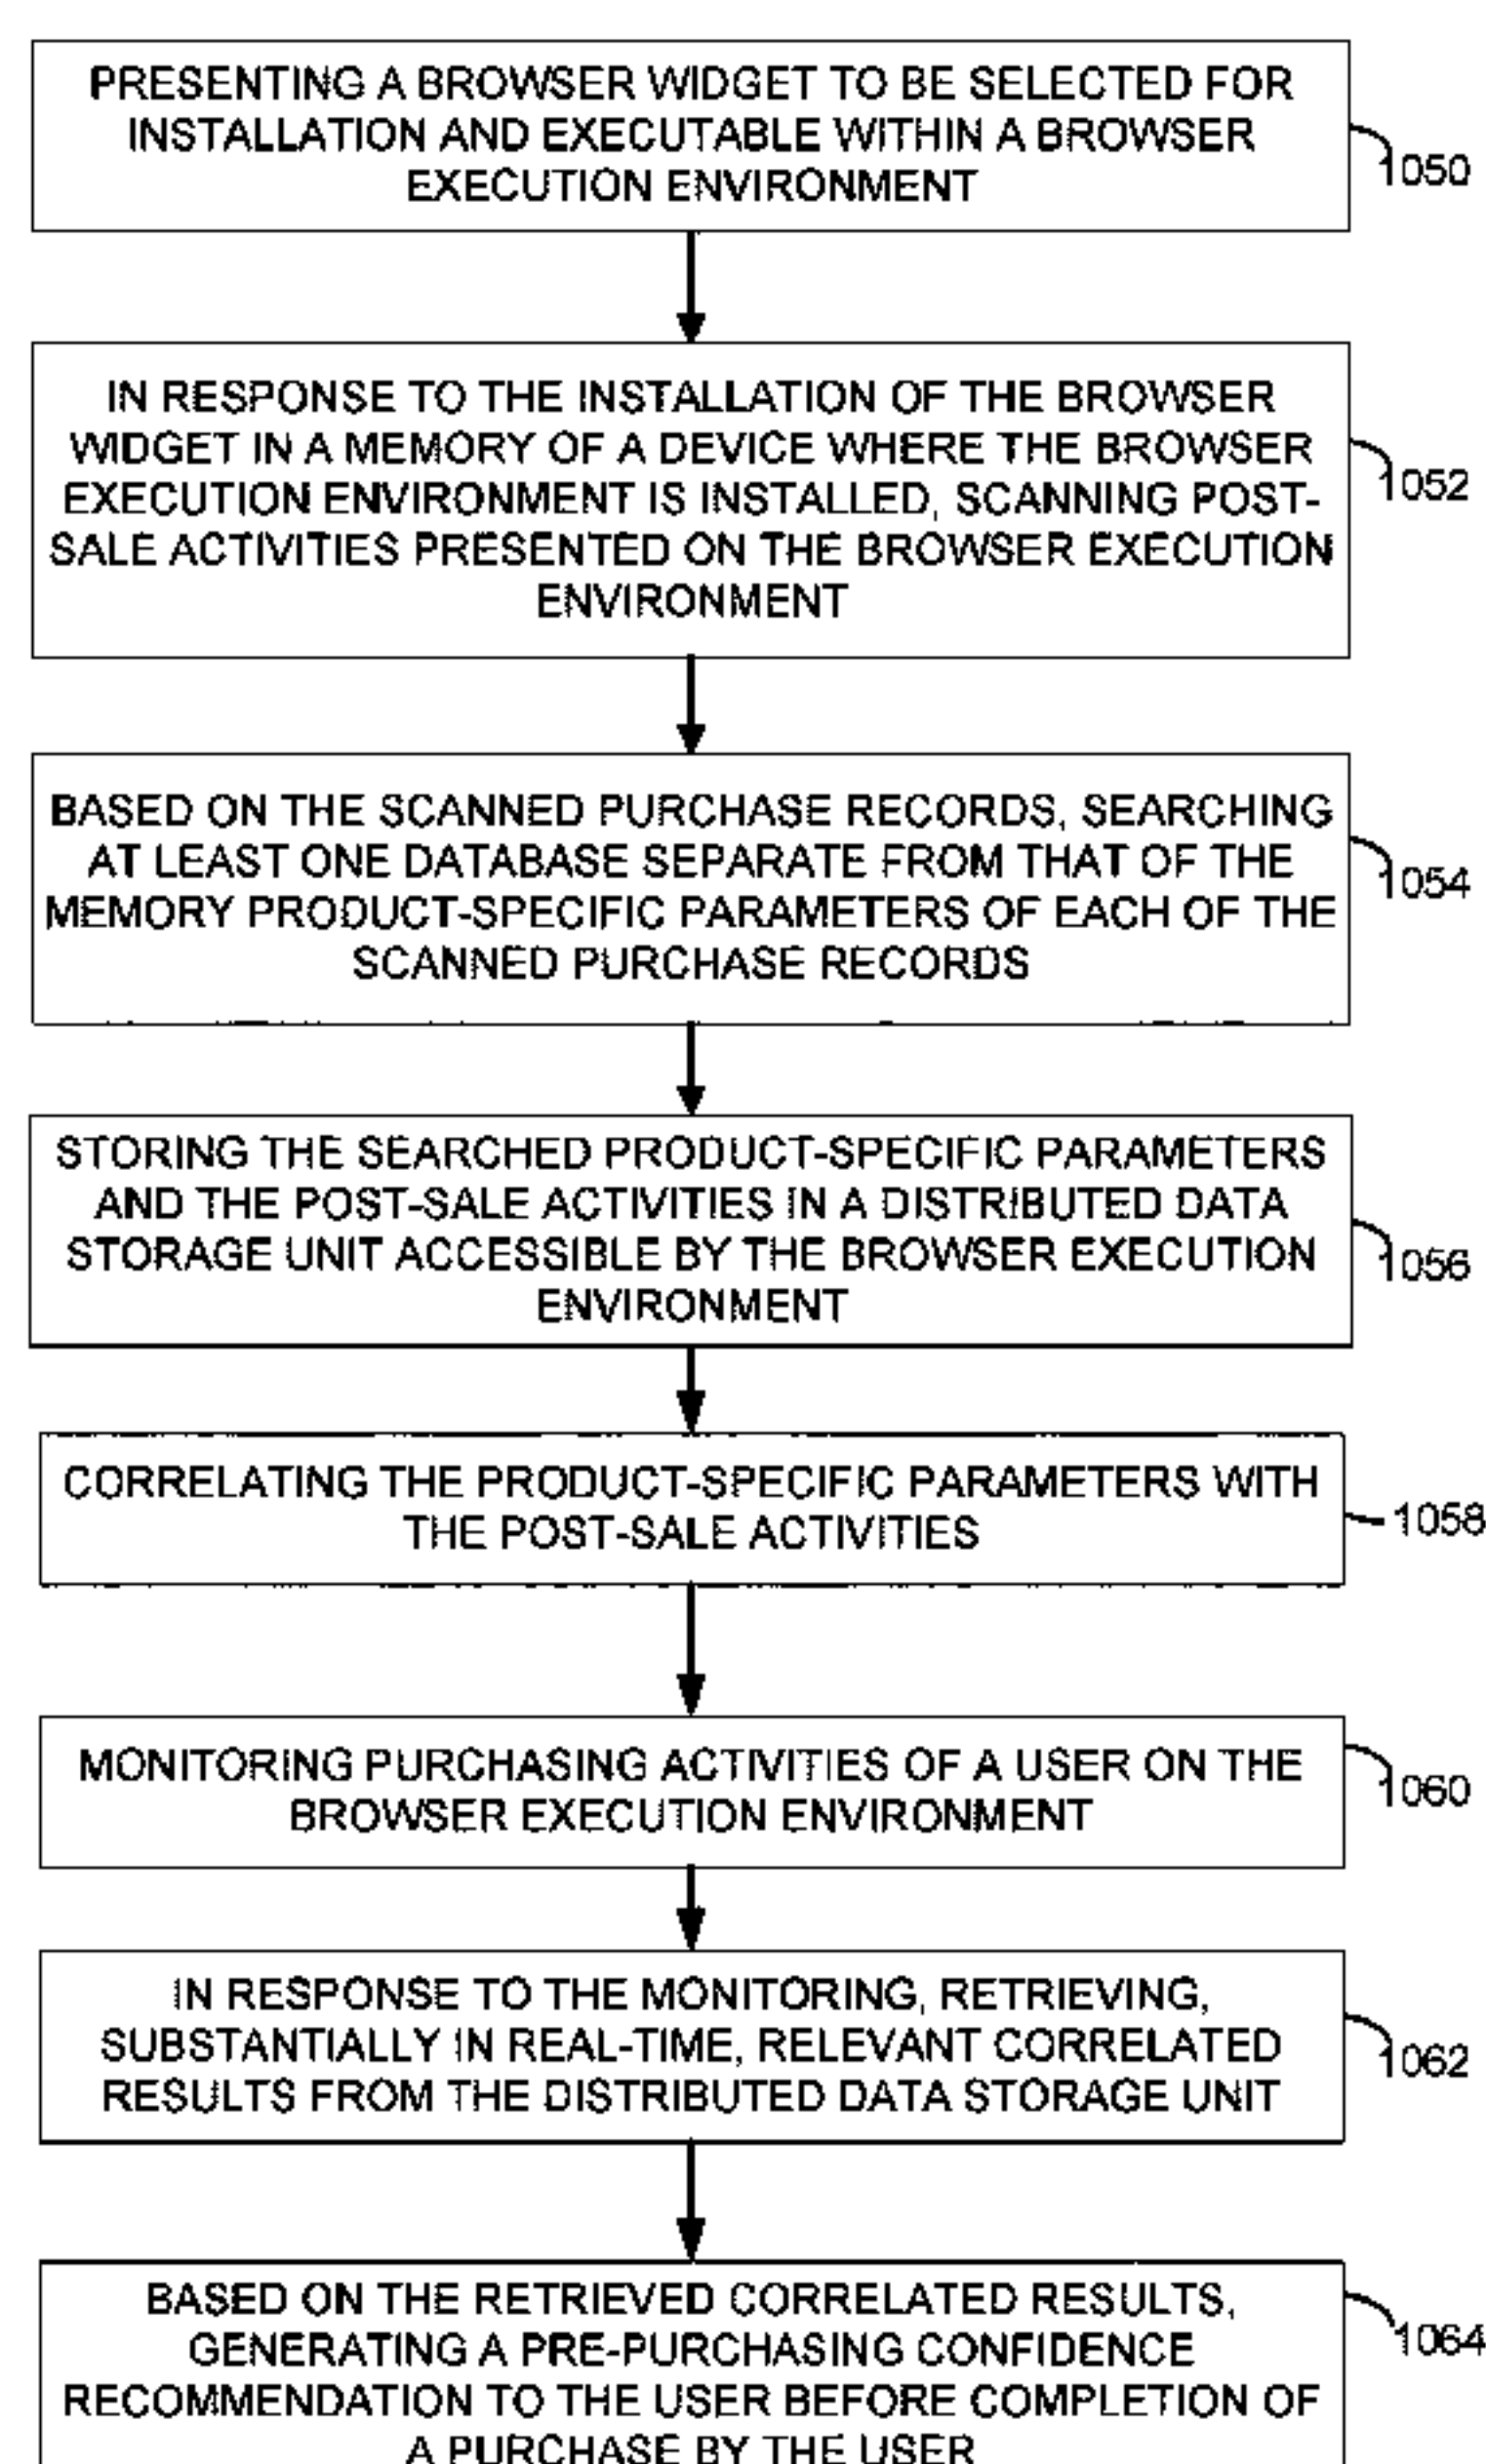 PRESENTING A BROWSER WIDGET TO BE SELECTED FOR
INSTALLATION AND EXECUTABLE WITHIN A BROWSER
EXECUTION ENVIRONMENT
1050
IN RESPONSE TO THE INSTALLATION OF THE BROWSER
WIDGET IN A MEMORY OF A DEVICE WHERE THE BROWSER
EXECUTION ENVIRONMENT IS INSTALLED, SCANNING POST-
SALE ACTIVITIES PRESENTED ON THE BROWSER EXECUTION
ENVIRONMENT
1052
BASED ON THE SCANNED PURCHASE RECORDS, SEARCHING
AT LEAST ONE DATABASE SEPARATE FROM THAT OF THE
MEMORY PRODUCT-SPECIFIC PARAMETERS OF EACH OF THE
SCANNED PURCHASE RECORDS
1054
STORING THE SEARCHED PRODUCT-SPECIFIC PARAMETERS
AND THE POST-SALE ACTIVITIES IN A DISTRIBUTED DATA
STORAGE UNIT ACCESSIBLE BY THE BROWSER EXECUTION
ENVIRONMENT
1056
CORRELATING THE PRODUCT-SPECIFIC PARAMETERS WITH
THE POST-SALE ACTIVITIES
1058
MONITORING PURCHASING ACTIVITIES OF A USER ON THE
BROWSER EXECUTION ENVIRONMENT
1060
IN RESPONSE TO THE MONITORING, RETRIEVING,
SUBSTANTIALLY IN REAL-TIME, RELEVANT CORRELATED
RESULTS FROM THE DISTRIBUTED DATA STORAGE UNIT
1062
BASED ON THE RETRIEVED CORRELATED RESULTS,
GENERATING A PRE-PURCHASING CONFIDENCE
RECOMMENDATION TO THE USER BEFORE COMPLETION OF
A PURCHASE BY THE USER
1064